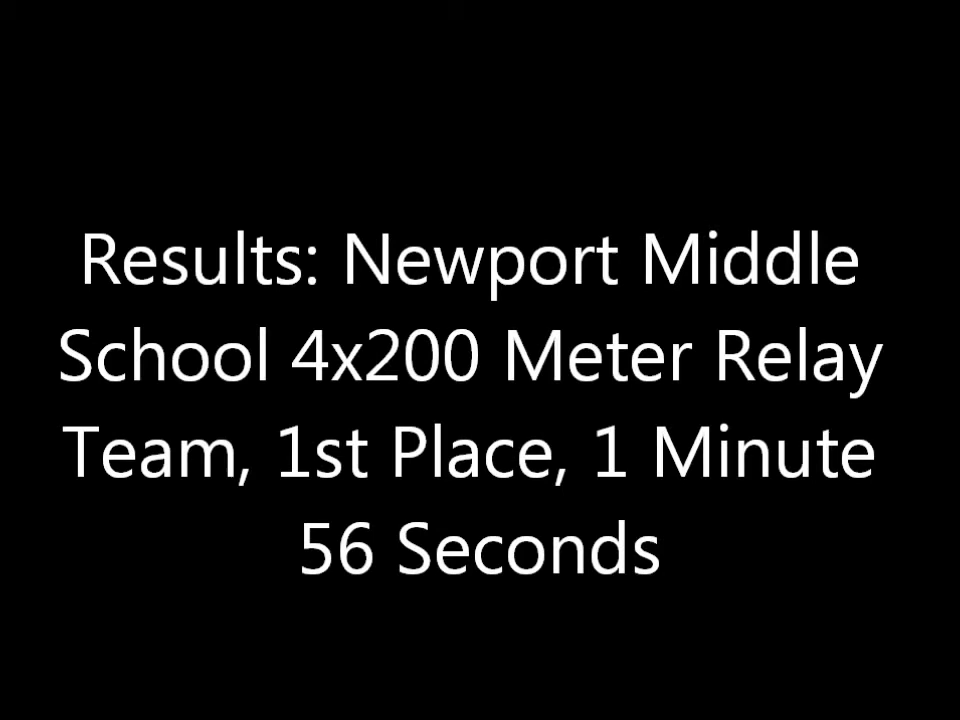 Results: Newport Middle
School 4x200 Meter Relay
Team, 1st Place, 1 Minute
56 Seconds